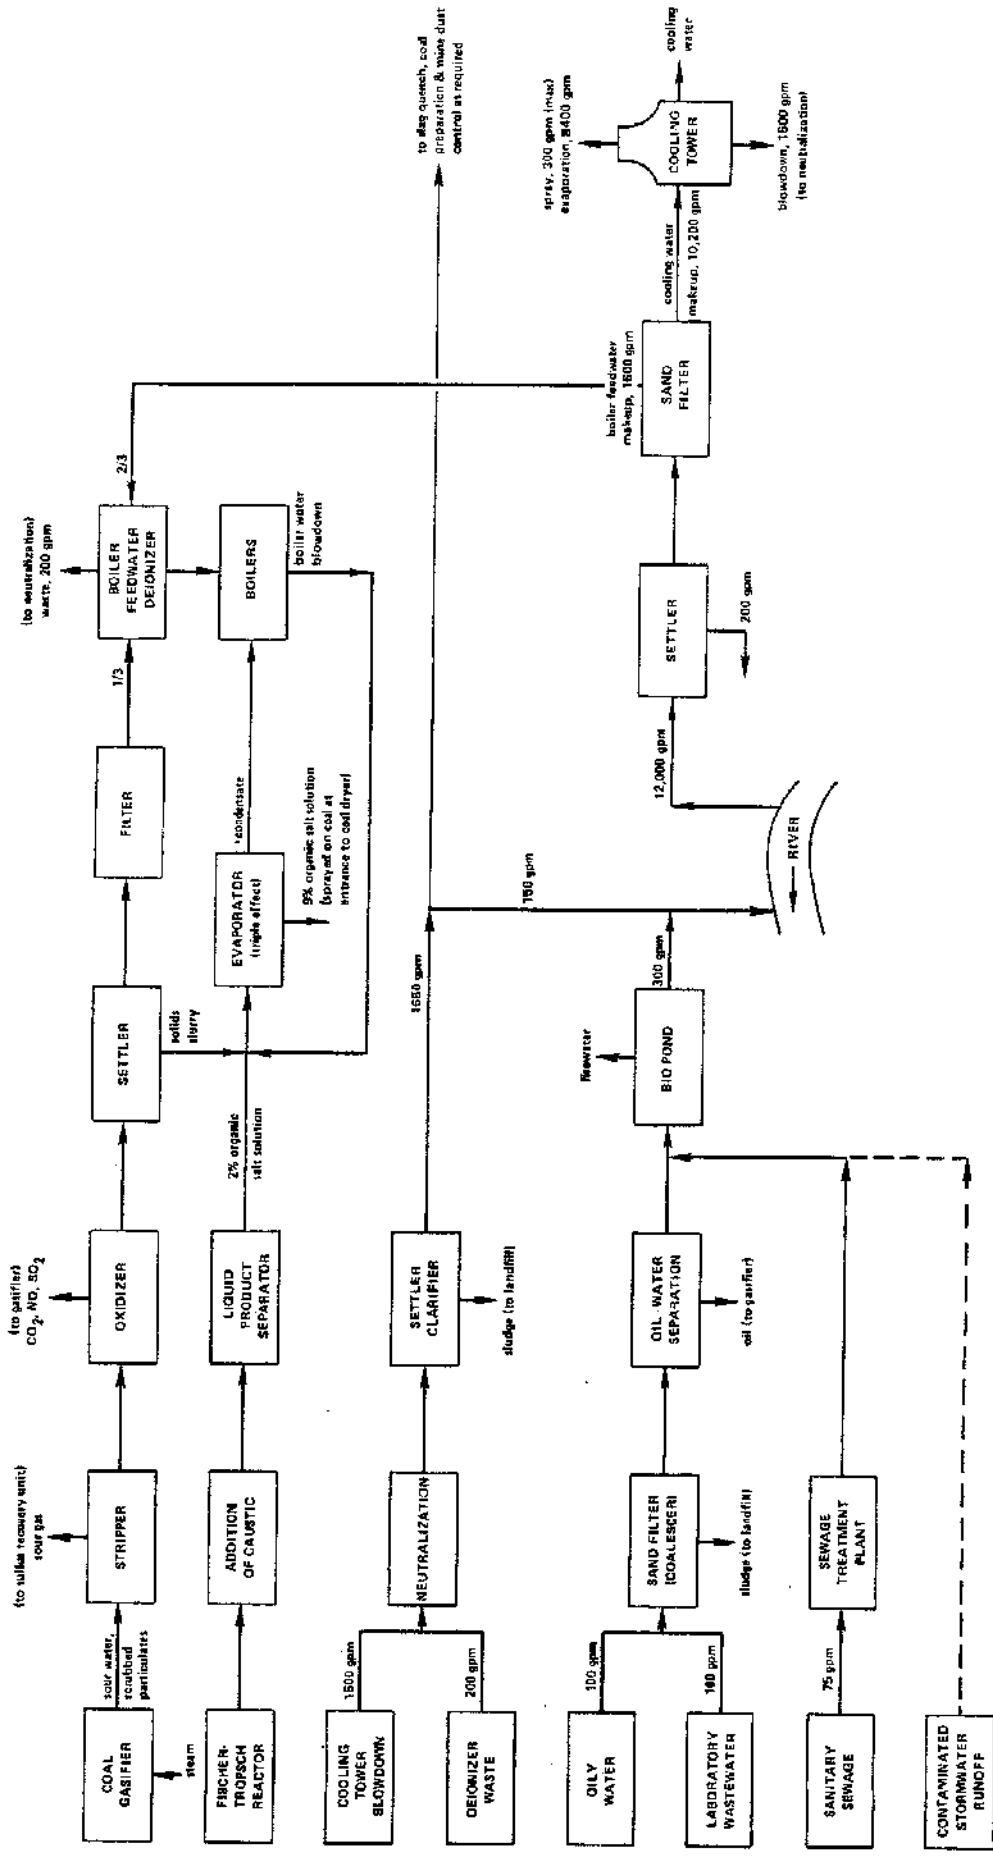 COAL
GASIFIER
steam
sour water,
scrubbed
particulates
STRIPPER
(to sulfur recovery unit)
sour gas
OXIDIZER
(to gasifier)
CO2, NO, SO2
SETTLER
solids
slurry
FILTER
1/3
BOILER
FEEDWATER
DEIONIZER
(to neutralization)
waste, 200 gpm
2/3
FISCHER-
TROPSCH
REACTOR
ADDITION
OF CAUSTIC
LIQUID
PRODUCT
SEPARATOR
2% organic
salt solution
EVAPORATOR
(triple effect)
condensate
9% organic salt solution
(sprayed on coal at
entrance to coal dryer)
BOILERS
boiler water
blowdown
COOLING
TOWER
BLOWDOWN
1500 gpm
DEIONIZER
WASTE
200 gpm
NEUTRALIZATION
SETTLER
CLARIFIER
sludge (to landfill)
1650 gpm
150 gpm
to slag quench, coal
preparation & mine dust
control as required
OILY
WATER
100 gpm
LABORATORY
WASTEWATER
100 gpm
SAND FILTER
(COALESCER)
sludge (to landfill)
OIL WATER
SEPARATION
oil (to gasifier)
BIO POND
firewater
300 gpm
RIVER
12,000 gpm
SETTLER
200 gpm
SAND
FILTER
boiler feedwater
makeup, 1600 gpm
cooling water
makeup, 10,200 gpm
COOLING
TOWER
spray, 300 gpm (max)
evaporation, 8400 gpm
cooling
water
blowdown, 1500 gpm
(to neutralization)
SANITARY
SEWAGE
75 gpm
SEWAGE
TREATMENT
PLANT
CONTAMINATED
STORMWATER
RUNOFF